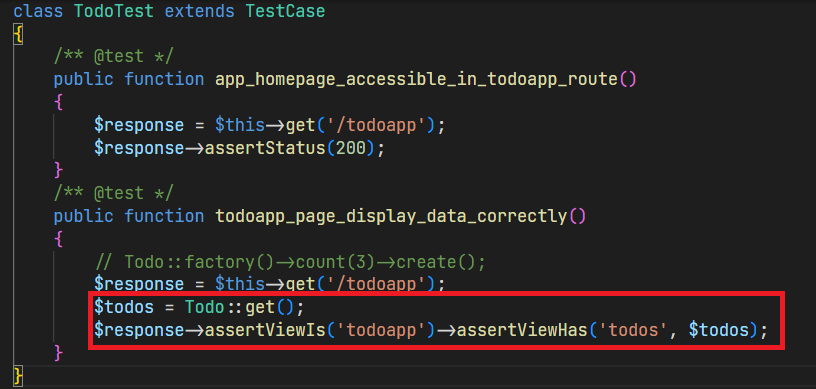 class TodoTest extends TestCase
{
    /** @test */
    public function app_homepage_accessible_in_todoapp_route()
    {
        $response = $this->get('/todoapp');
        $response->assertStatus(200);
    }
    /** @test */
    public function todoapp_page_display_data_correctly()
    {
        // Todo::factory()->count(3)->create();
        $response = $this->get('/todoapp');
        $todos = Todo::get();
        $response->assertViewIs('todoapp')->assertViewHas('todos', $todos);
    }
}